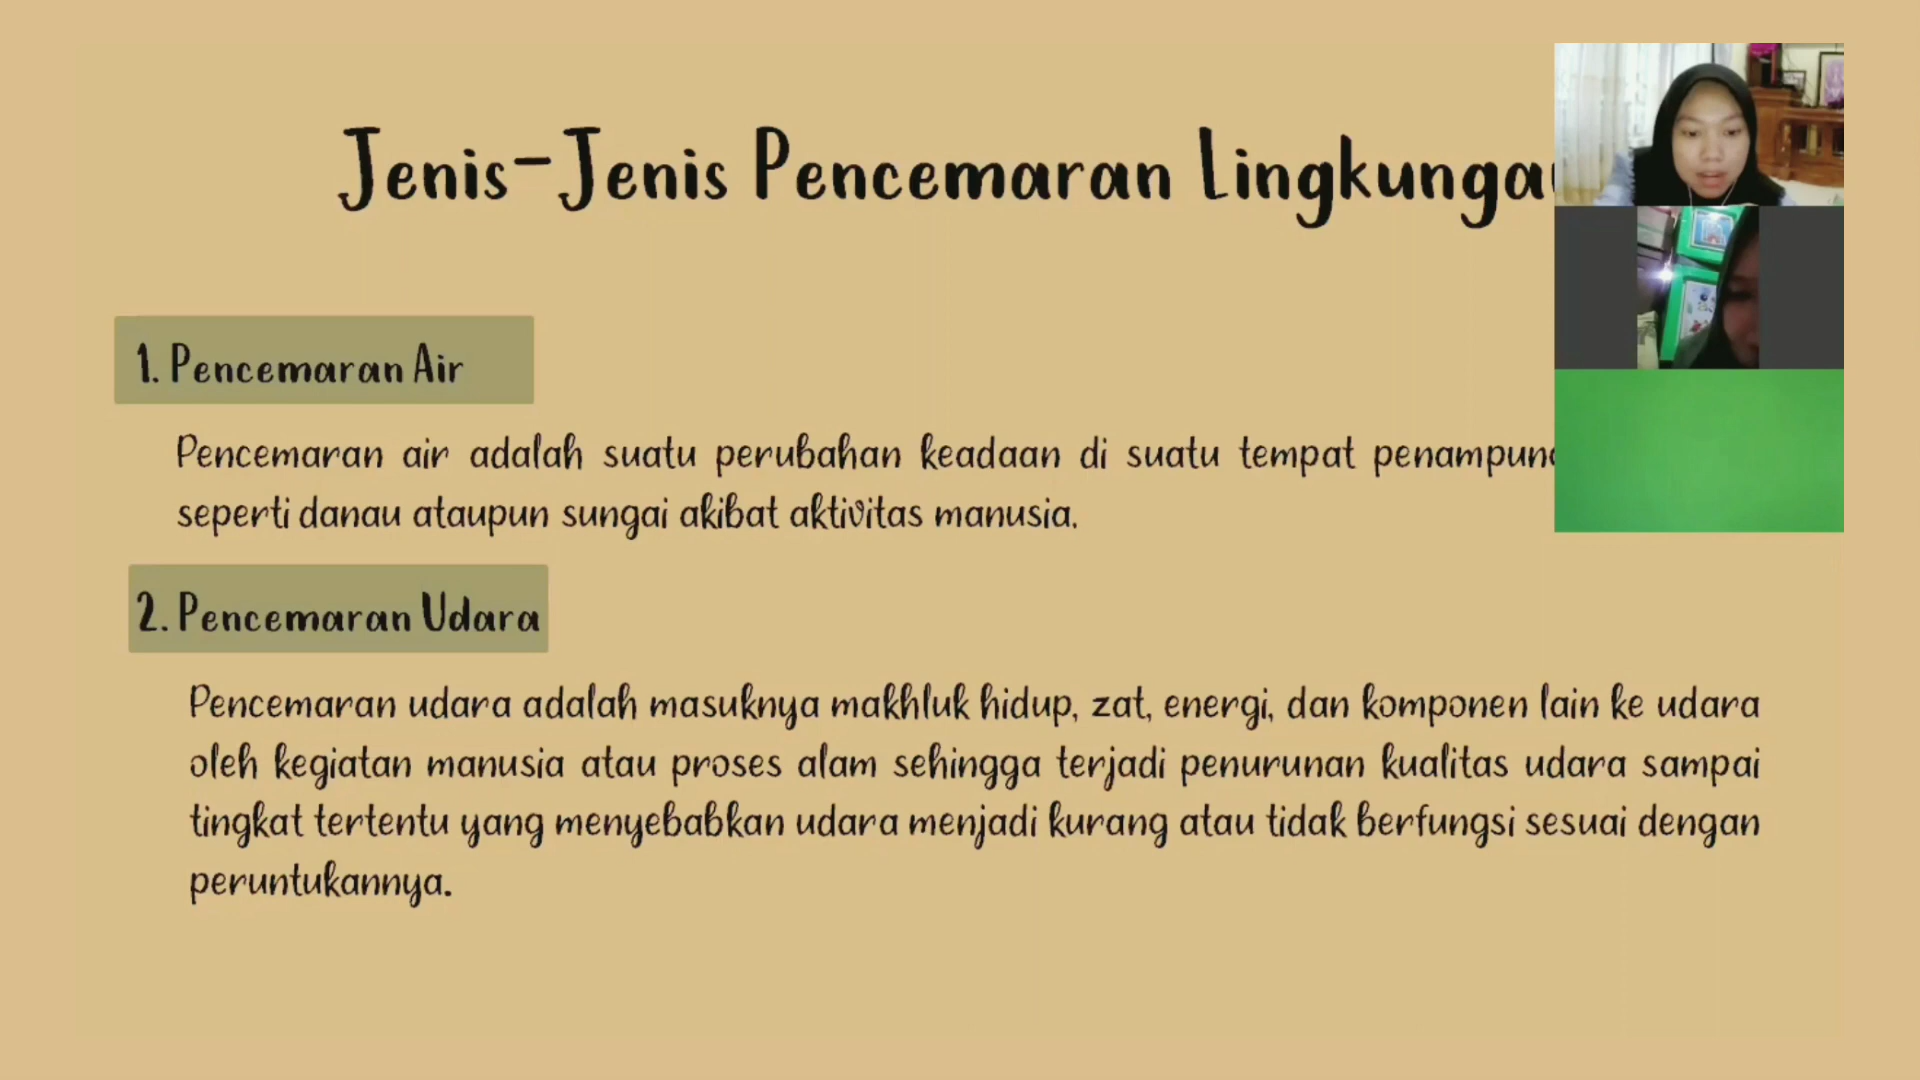 Jenis-Jenis Pencemaran
1. Pencemaran Air
Pencemaran air adalah suatu perubahan keadaan di suatu tempat
seperti danau ataupun sungai akibat aktivitas manusia.
2. Pencemaran Udara
Pencemaran udara adalah masuknya makhluk hidup, zat, energi, dan komponen lain ke udara
oleh kegiatan manusia atau proses alam sehingga terjadi penurunan kualitas udara sampai
tingkat tertentu yang menyebabkan udara menjadi kurang atau tidak berfungsi sesuai dengan
peruntukannya.